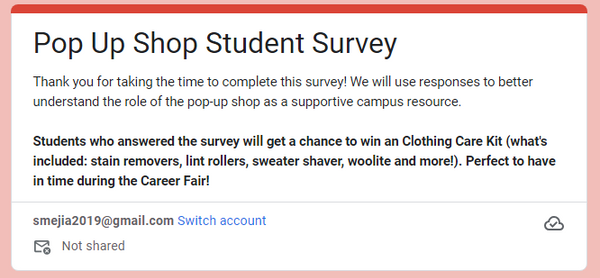 Pop Up Shop Student Survey
Thank you for taking the time to complete this survey! We will use responses to better
understand the role of the pop-up shop as a supportive campus resource.
Students who answered the survey will get a chance to win an Clothing Care Kit (what's
included: stain removers, lint rollers, sweater shaver, woolite and more!). Perfect to have
in time during the Career Fair!
smejia2019@gmail.com Switch account
Not shared